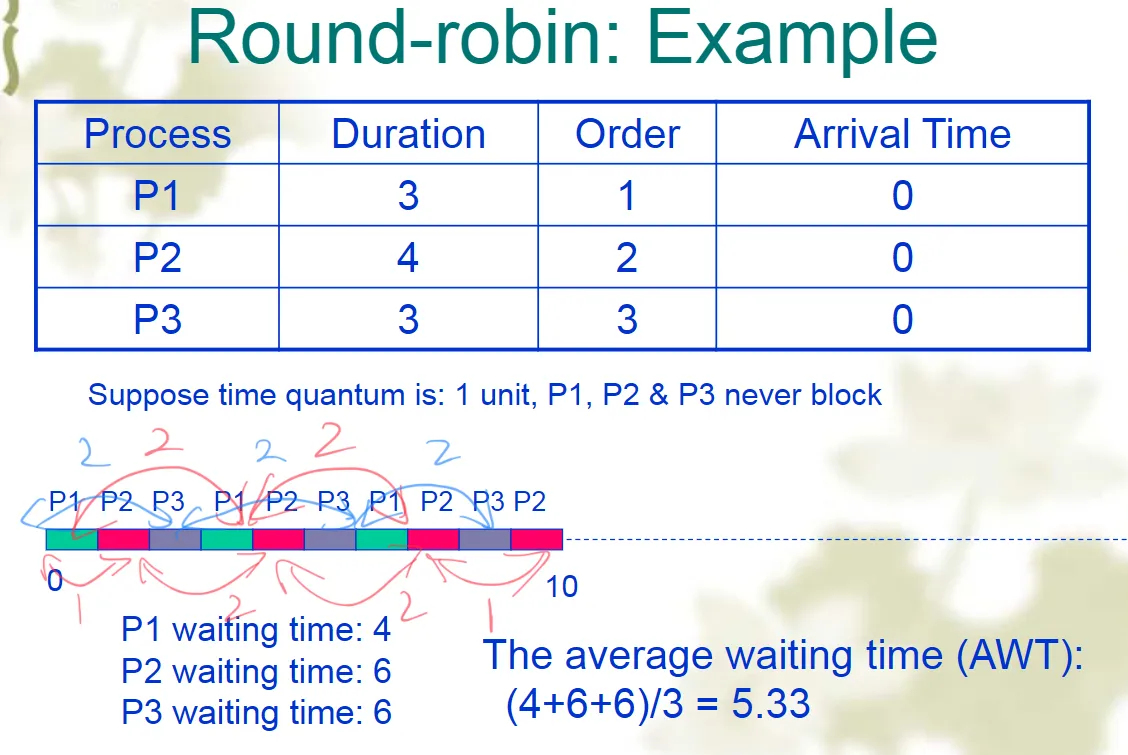 Round-robin: Example
Process Duration Order Arrival Time
P1 3 1 0
P2 4 2 0
P3 3 3 0
Suppose time quantum is: 1 unit, P1, P2 & P3 never block
2 2 2 2 2
P1 P2 P3 P1 P2 P3 P1 P2 P3 P2
0 10
1 2 2 1
P1 waiting time: 4
P2 waiting time: 6
P3 waiting time: 6
The average waiting time (AWT):
(4+6+6)/3 = 5.33